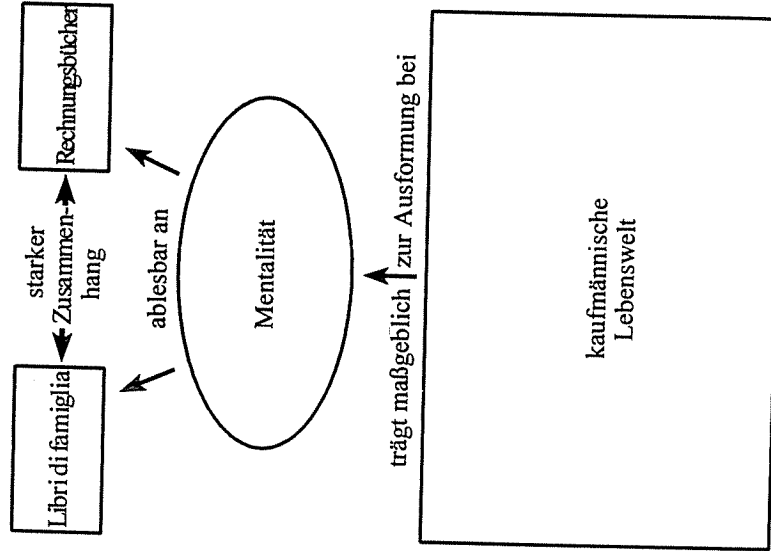 Libri di famiglia
starker
Zusammen-
hang
Rechnungsbücher
ablesbar an
Mentalität
trägt maßgeblich zur Ausformung bei
kaufmännische
Lebenswelt